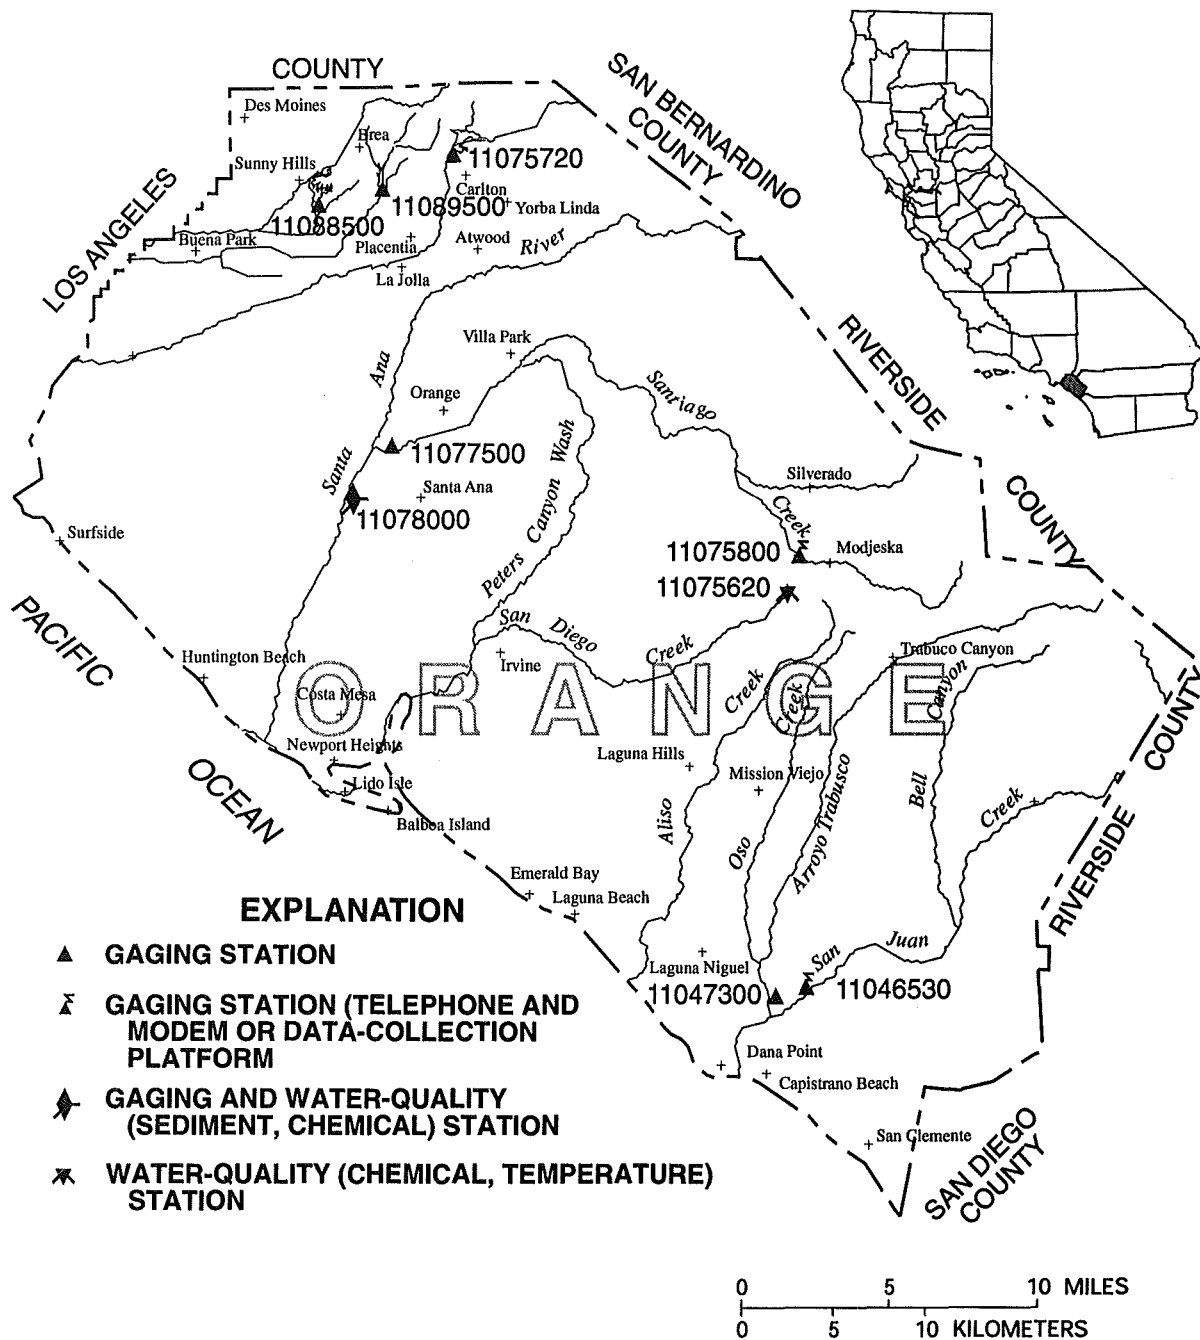 COUNTY
SAN BERNARDINO
COUNTY
LOS ANGELES
Des Moines
Brea
Sunny Hills
11075720
Carlton
11089500
Yorba Linda
11088500
Buena Park
Placentia
Atwood
La Jolla
River
RIVERSIDE
Villa Park
Ana
Santiago
Orange
11077500
Peters Canyon Wash
Santa
Santa Ana
11078000
Silverado
Creek
COUNTY
Surfside
11075800
Modjeska
11075620
PACIFIC
San Diego
Creek
Irvine
Huntington Beach
Trabuco Canyon
ORANGE
Creek
Creek
Canyon
Costa Mesa
COUNTY
Newport Heights
Laguna Hills
Mission Viejo
Lido Isle
Balboa Island
OCEAN
Aliso
Oso
Arroyo Trabusco
Bell
Creek
RIVERSIDE
Emerald Bay
Laguna Beach
San Juan
Laguna Niguel
11047300
11046530
Dana Point
Capistrano Beach
San Clemente
SAN DIEGO
COUNTY
EXPLANATION
GAGING STATION
GAGING STATION (TELEPHONE AND
MODEM OR DATA-COLLECTION
PLATFORM
GAGING AND WATER-QUALITY
(SEDIMENT, CHEMICAL) STATION
WATER-QUALITY (CHEMICAL, TEMPERATURE)
STATION
0 5 10 MILES
0 5 10 KILOMETERS